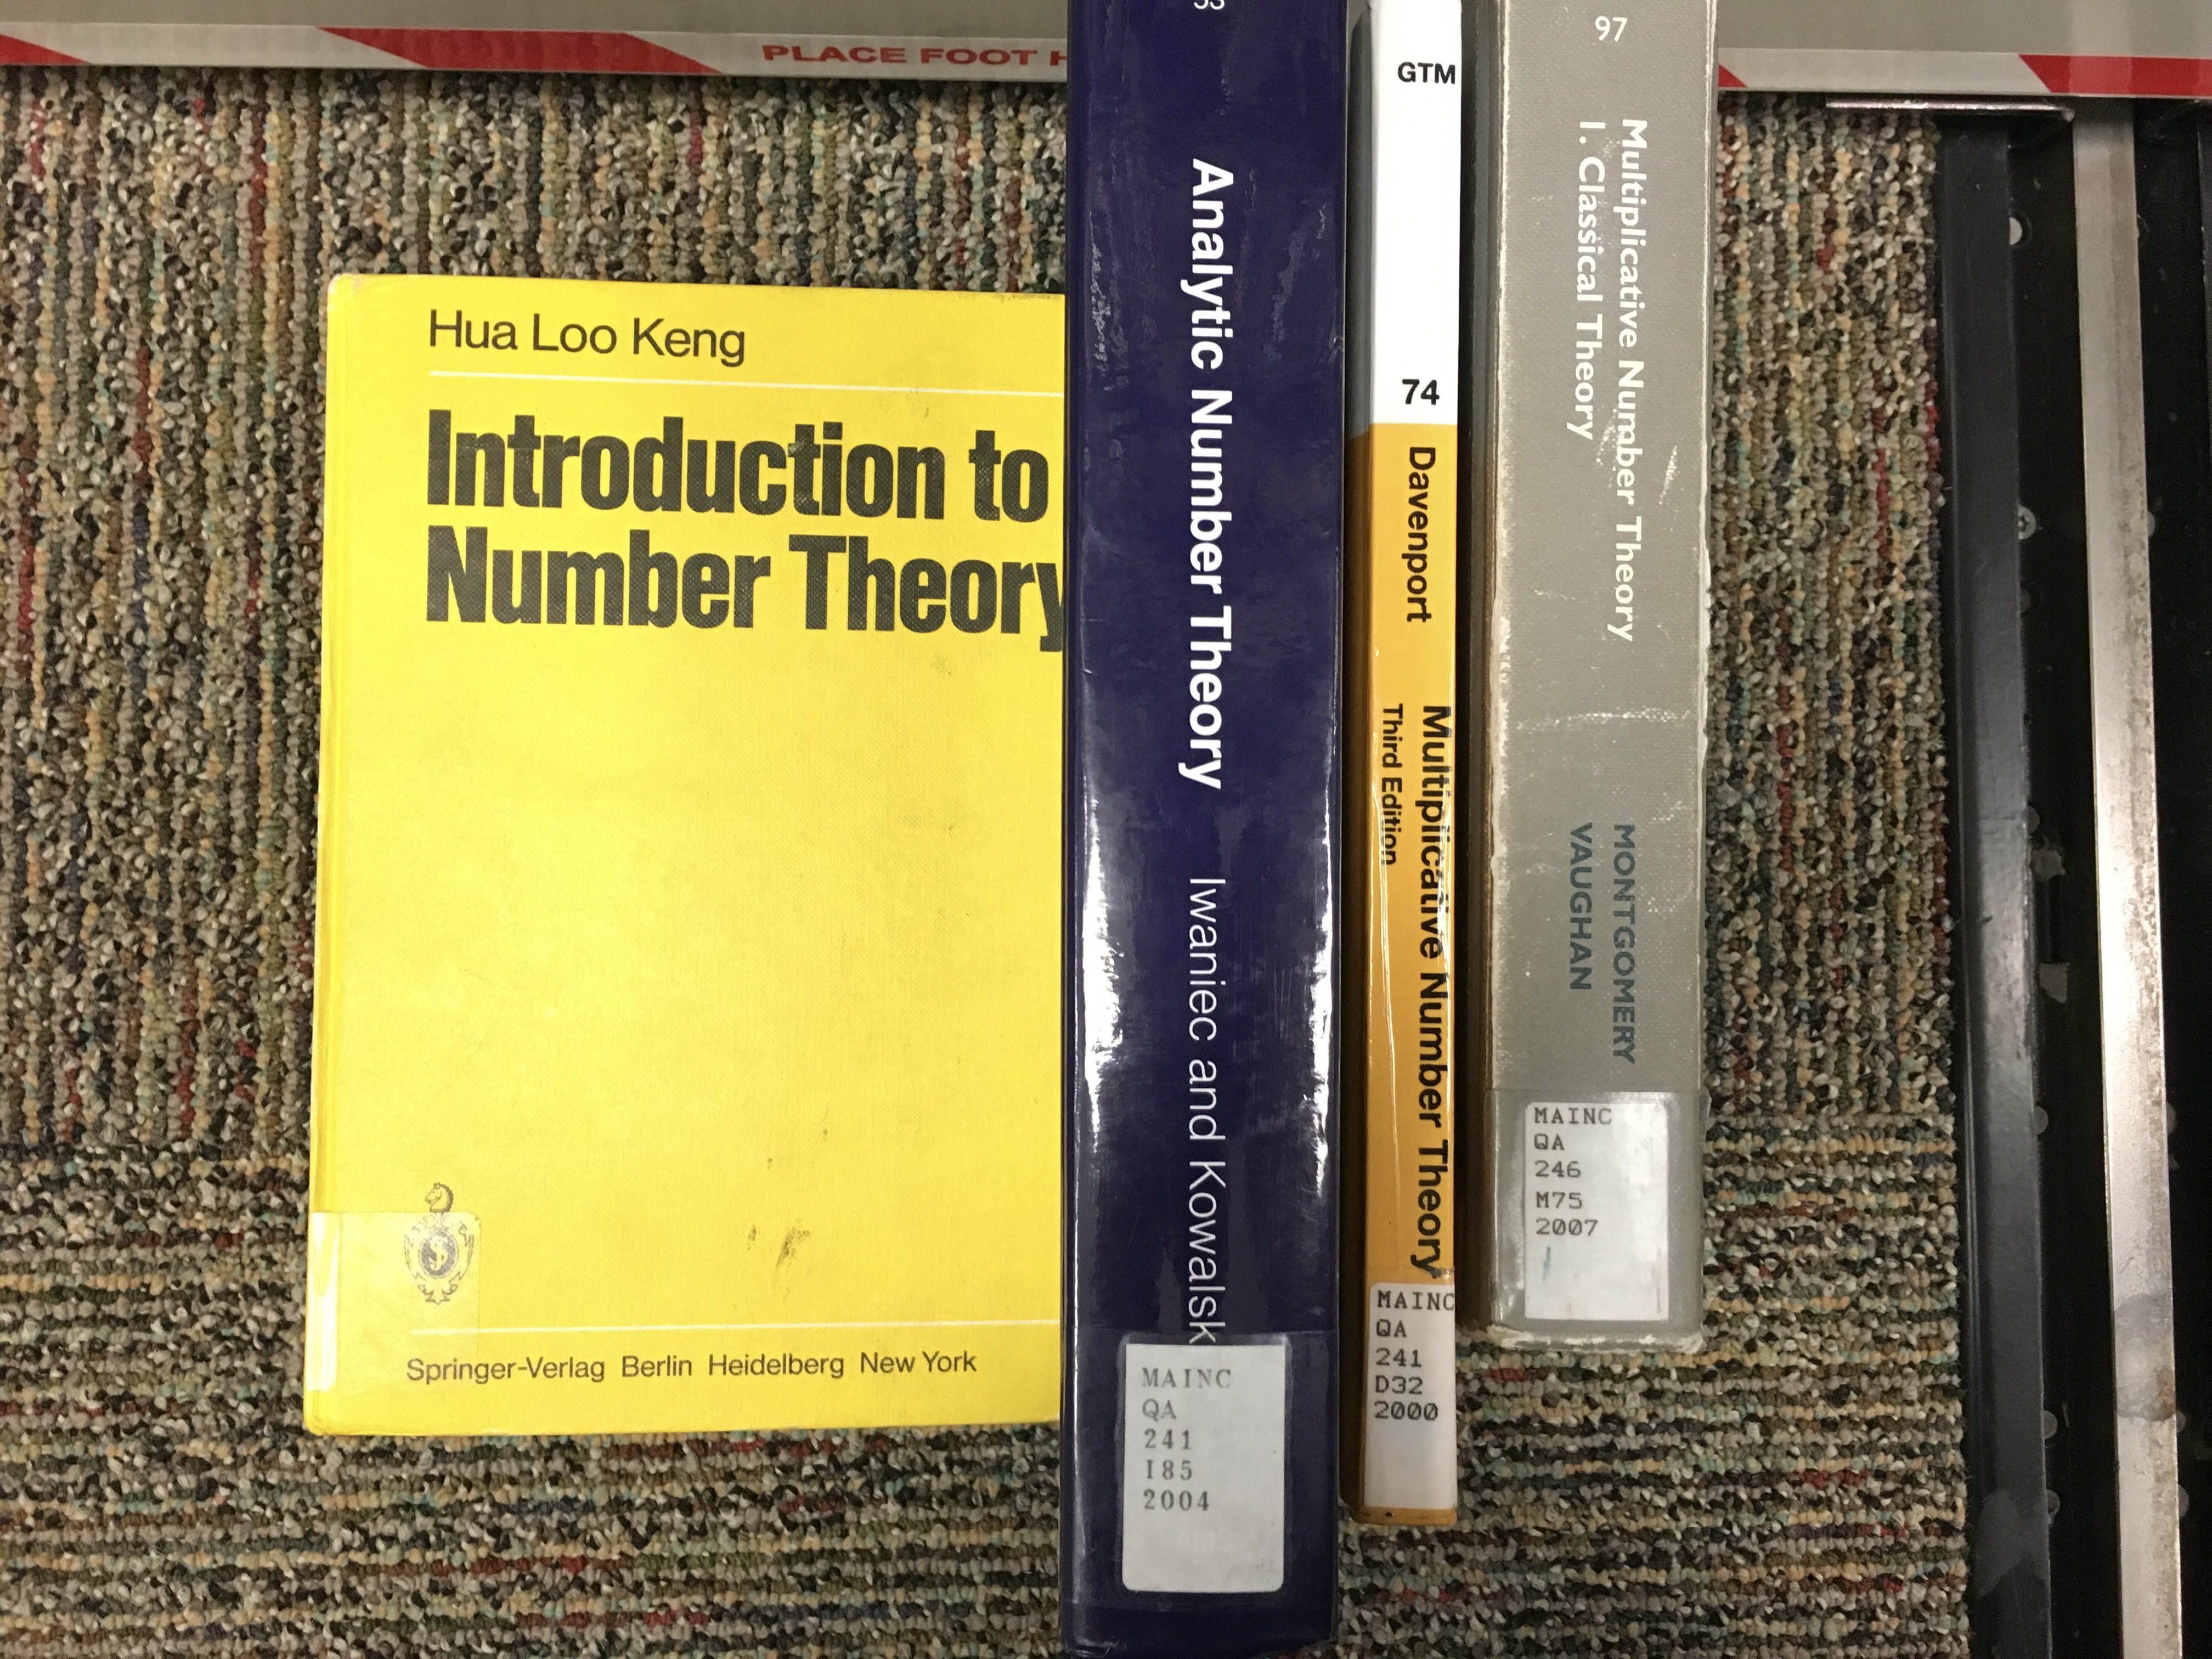 PLACE FOOT
Hua Loo Keng
Introduction to
Number Theory
Springer-Verlag Berlin Heidelberg New York
Analytic Number Theory
Iwaniec and Kowalsk
MAINC
QA
241
I85
2004
GTM
74
Davenport
Multiplicative Number Theory
Third Edition
MAINC
QA
241
D32
2000
97
Multiplicative Number Theory
I. Classical Theory
MONTGOMERY
VAUGHAN
MAINC
QA
246
M75
2007